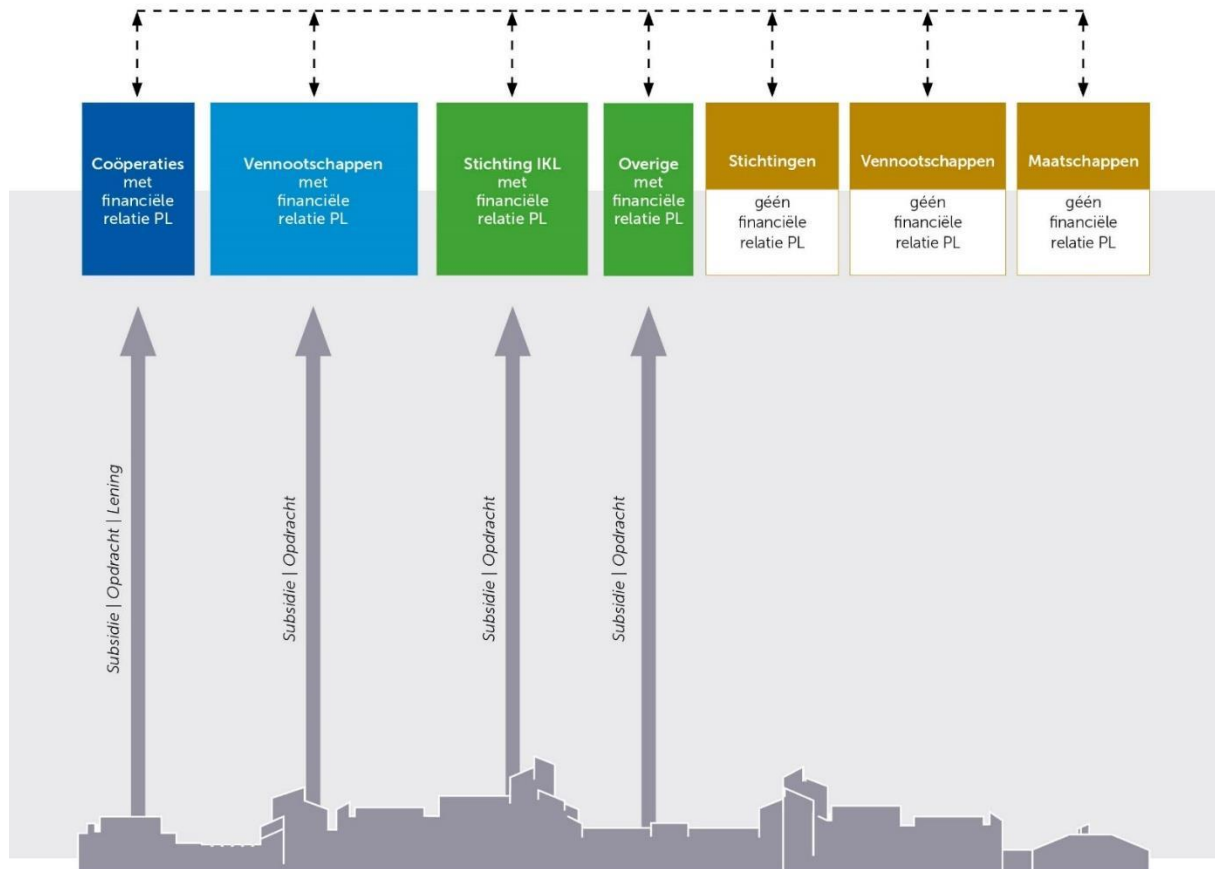 Coöperaties
met
financiële
relatie PL
Vennootschappen
met
financiële
relatie PL
Stichting IKL
met
financiële
relatie PL
Overige
met
financiële
relatie PL
Stichtingen
géén
financiële
relatie PL
Vennootschappen
géén
financiële
relatie PL
Maatschappen
géén
financiële
relatie PL
Subsidie | Opdracht | Lening
Subsidie | Opdracht
Subsidie | Opdracht
Subsidie | Opdracht